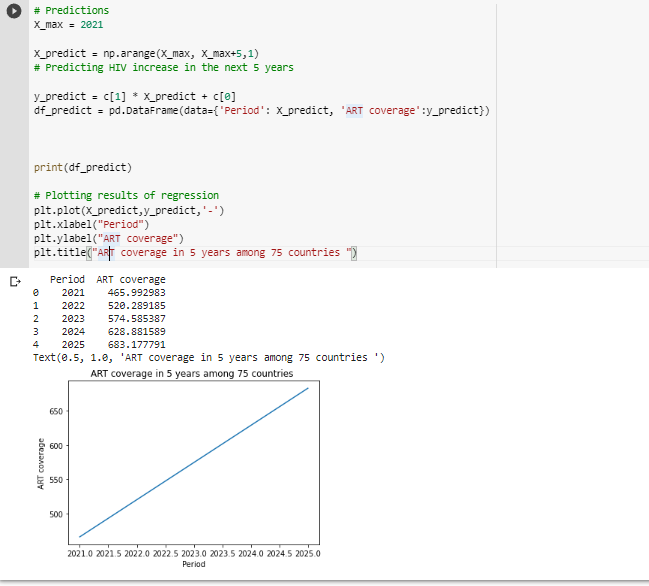 # Predictions
X_max = 2021
X_predict = np.arange(X_max, X_max+5,1)
# Predicting HIV increase in the next 5 years
y_predict = c[1] * X_predict + c[0]
df_predict = pd.DataFrame(data={'Period': X_predict, 'ART coverage':y_predict})
print(df_predict)
# Plotting results of regression
plt.plot(X_predict,y_predict,'-')
plt.xlabel("Period")
plt.ylabel("ART coverage")
plt.title("ART coverage in 5 years among 75 countries ")
Period ART coverage
0 2021 465.992983
1 2022 520.289185
2 2023 574.585387
3 2024 628.881589
4 2025 683.177791
Text(0.5, 1.0, 'ART coverage in 5 years among 75 countries ')
ART coverage in 5 years among 75 countries
650
600
550
500
ART coverage
2021.0 2021.5 2022.0 2022.5 2023.0 2023.5 2024.0 2024.5 2025.0
Period